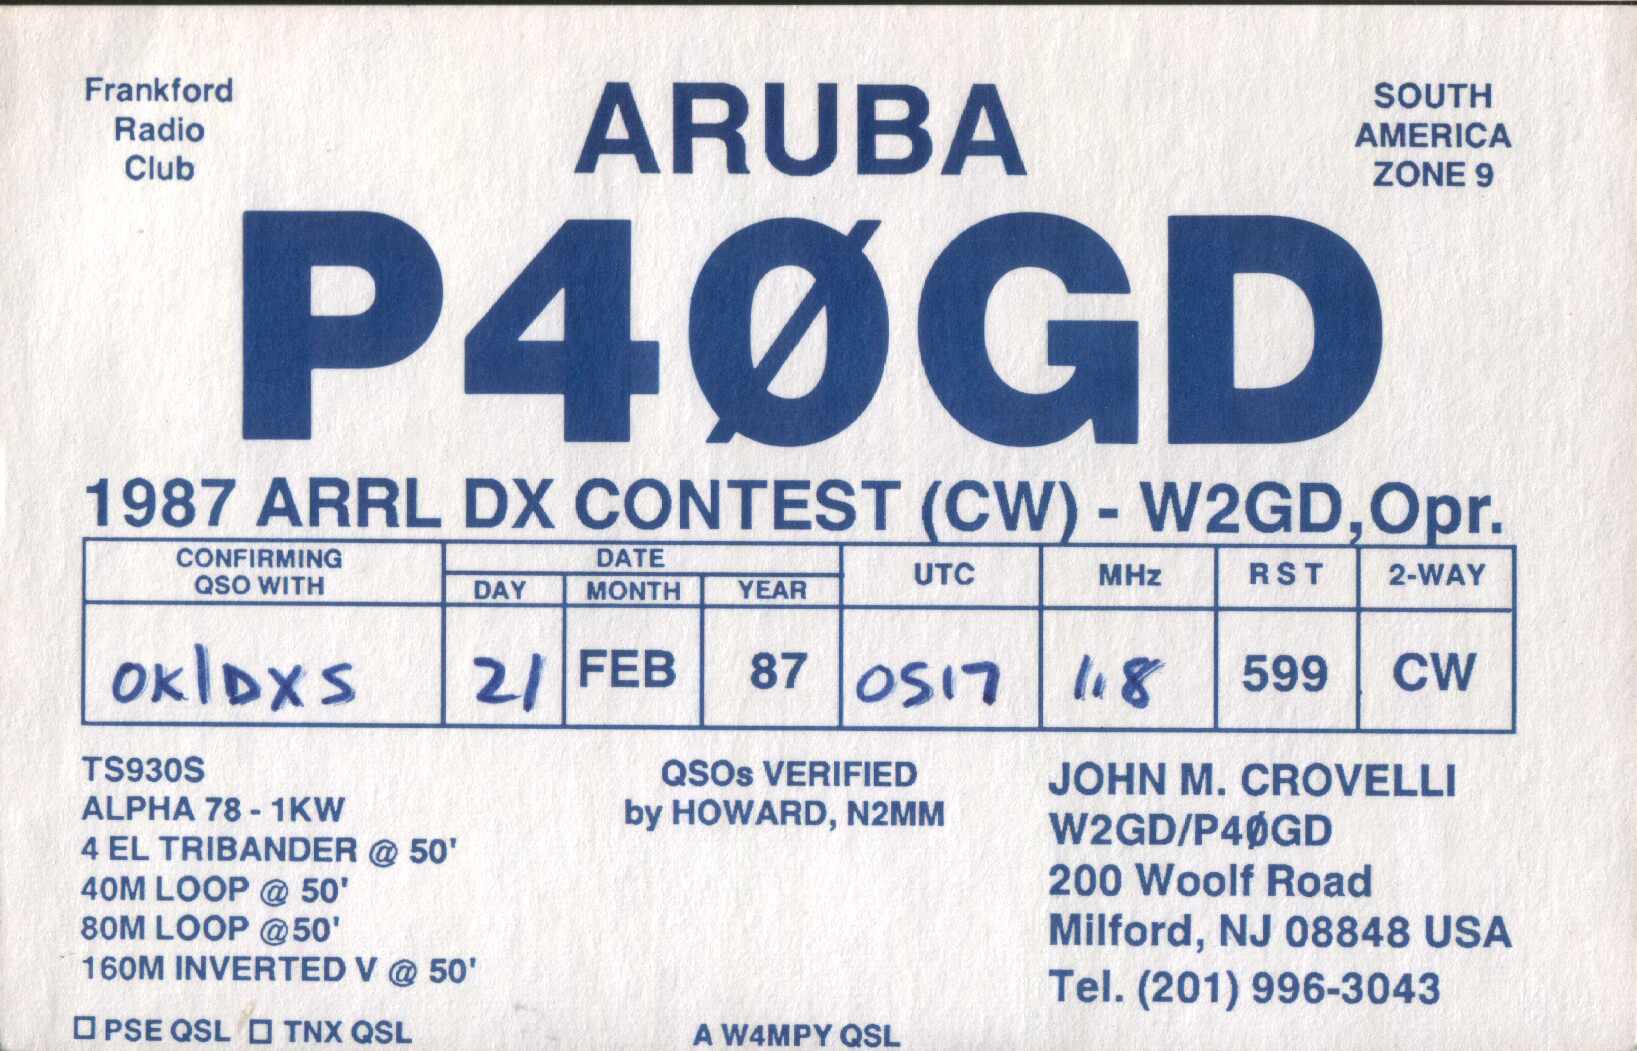 Frankford
Radio
Club
ARUBA
SOUTH
AMERICA
ZONE 9
P4ØGD
1987 ARRL DX CONTEST (CW) - W2GD, Opr.
CONFIRMING
QSO WITH
DATE
DAY MONTH YEAR
UTC MHz RST 2-WAY
OK1DXS 21 FEB 87 0517 1.8 599 CW
TS930S
ALPHA 78 - 1KW
4 EL TRIBANDER @ 50'
40M LOOP @ 50'
80M LOOP @50'
160M INVERTED V @ 50'
QSOs VERIFIED
by HOWARD, N2MM
JOHN M. CROVELLI
W2GD/P4ØGD
200 Woolf Road
Milford, NJ 08848 USA
Tel. (201) 996-3043
☐ PSE QSL ☐ TNX QSL
A W4MPY QSL